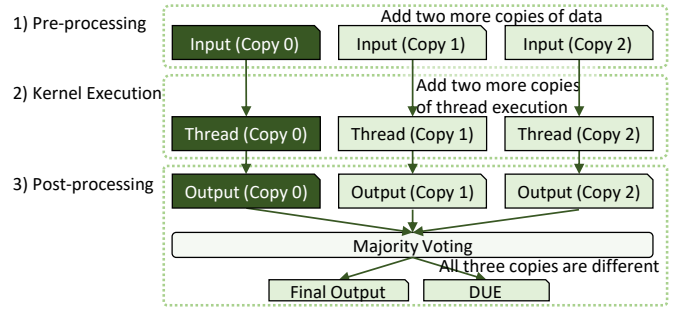 1) Pre-processing
Add two more copies of data
Input (Copy 0)
Input (Copy 1)
Input (Copy 2)
2) Kernel Execution
Add two more copies
of thread execution
Thread (Copy 0)
Thread (Copy 1)
Thread (Copy 2)
3) Post-processing
Output (Copy 0)
Output (Copy 1)
Output (Copy 2)
Majority Voting
All three copies are different
Final Output
DUE